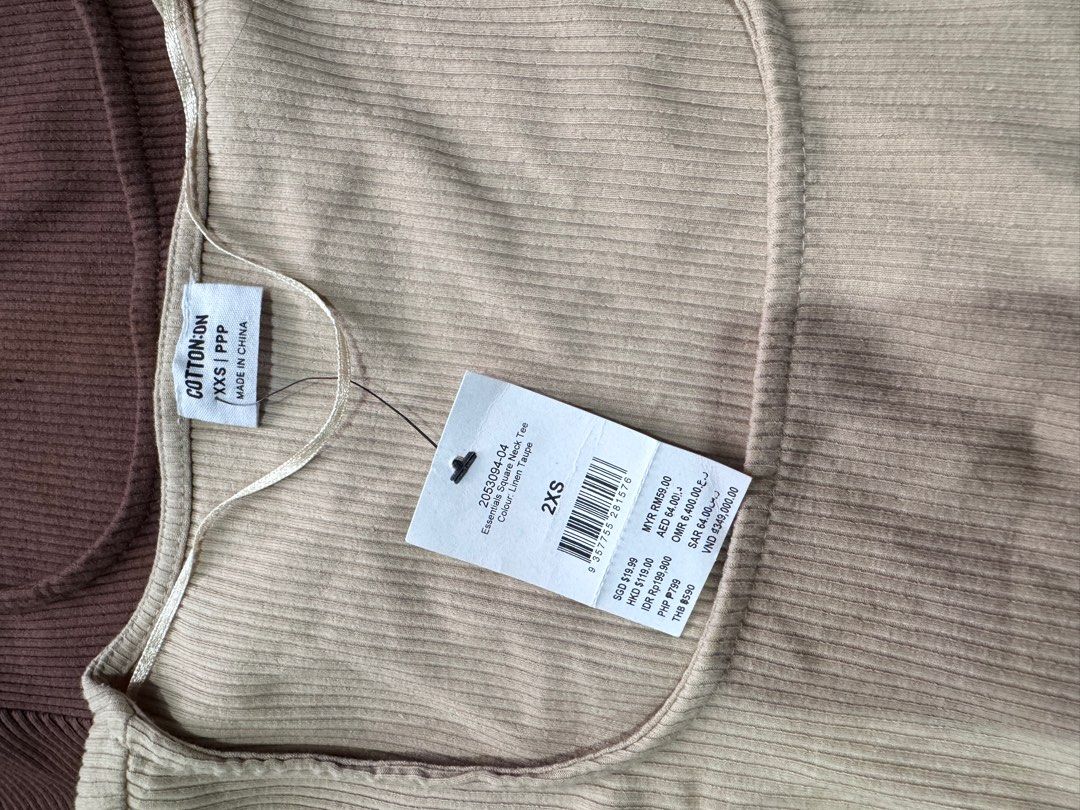 COTTON:ON
XXS | PPP
MADE IN CHINA
2053094-04
Essentials Square Neck Tee
Colour: Linen Taupe
2XS
9 357755 281576
SGD $19.99
HKD $119.00
IDR Rp199,900
PHP ₱799
THB ฿590
MYR RM59.00
AED 64.00
OMR 6,400.00
SAR 64.00
VND ₫349,000.00